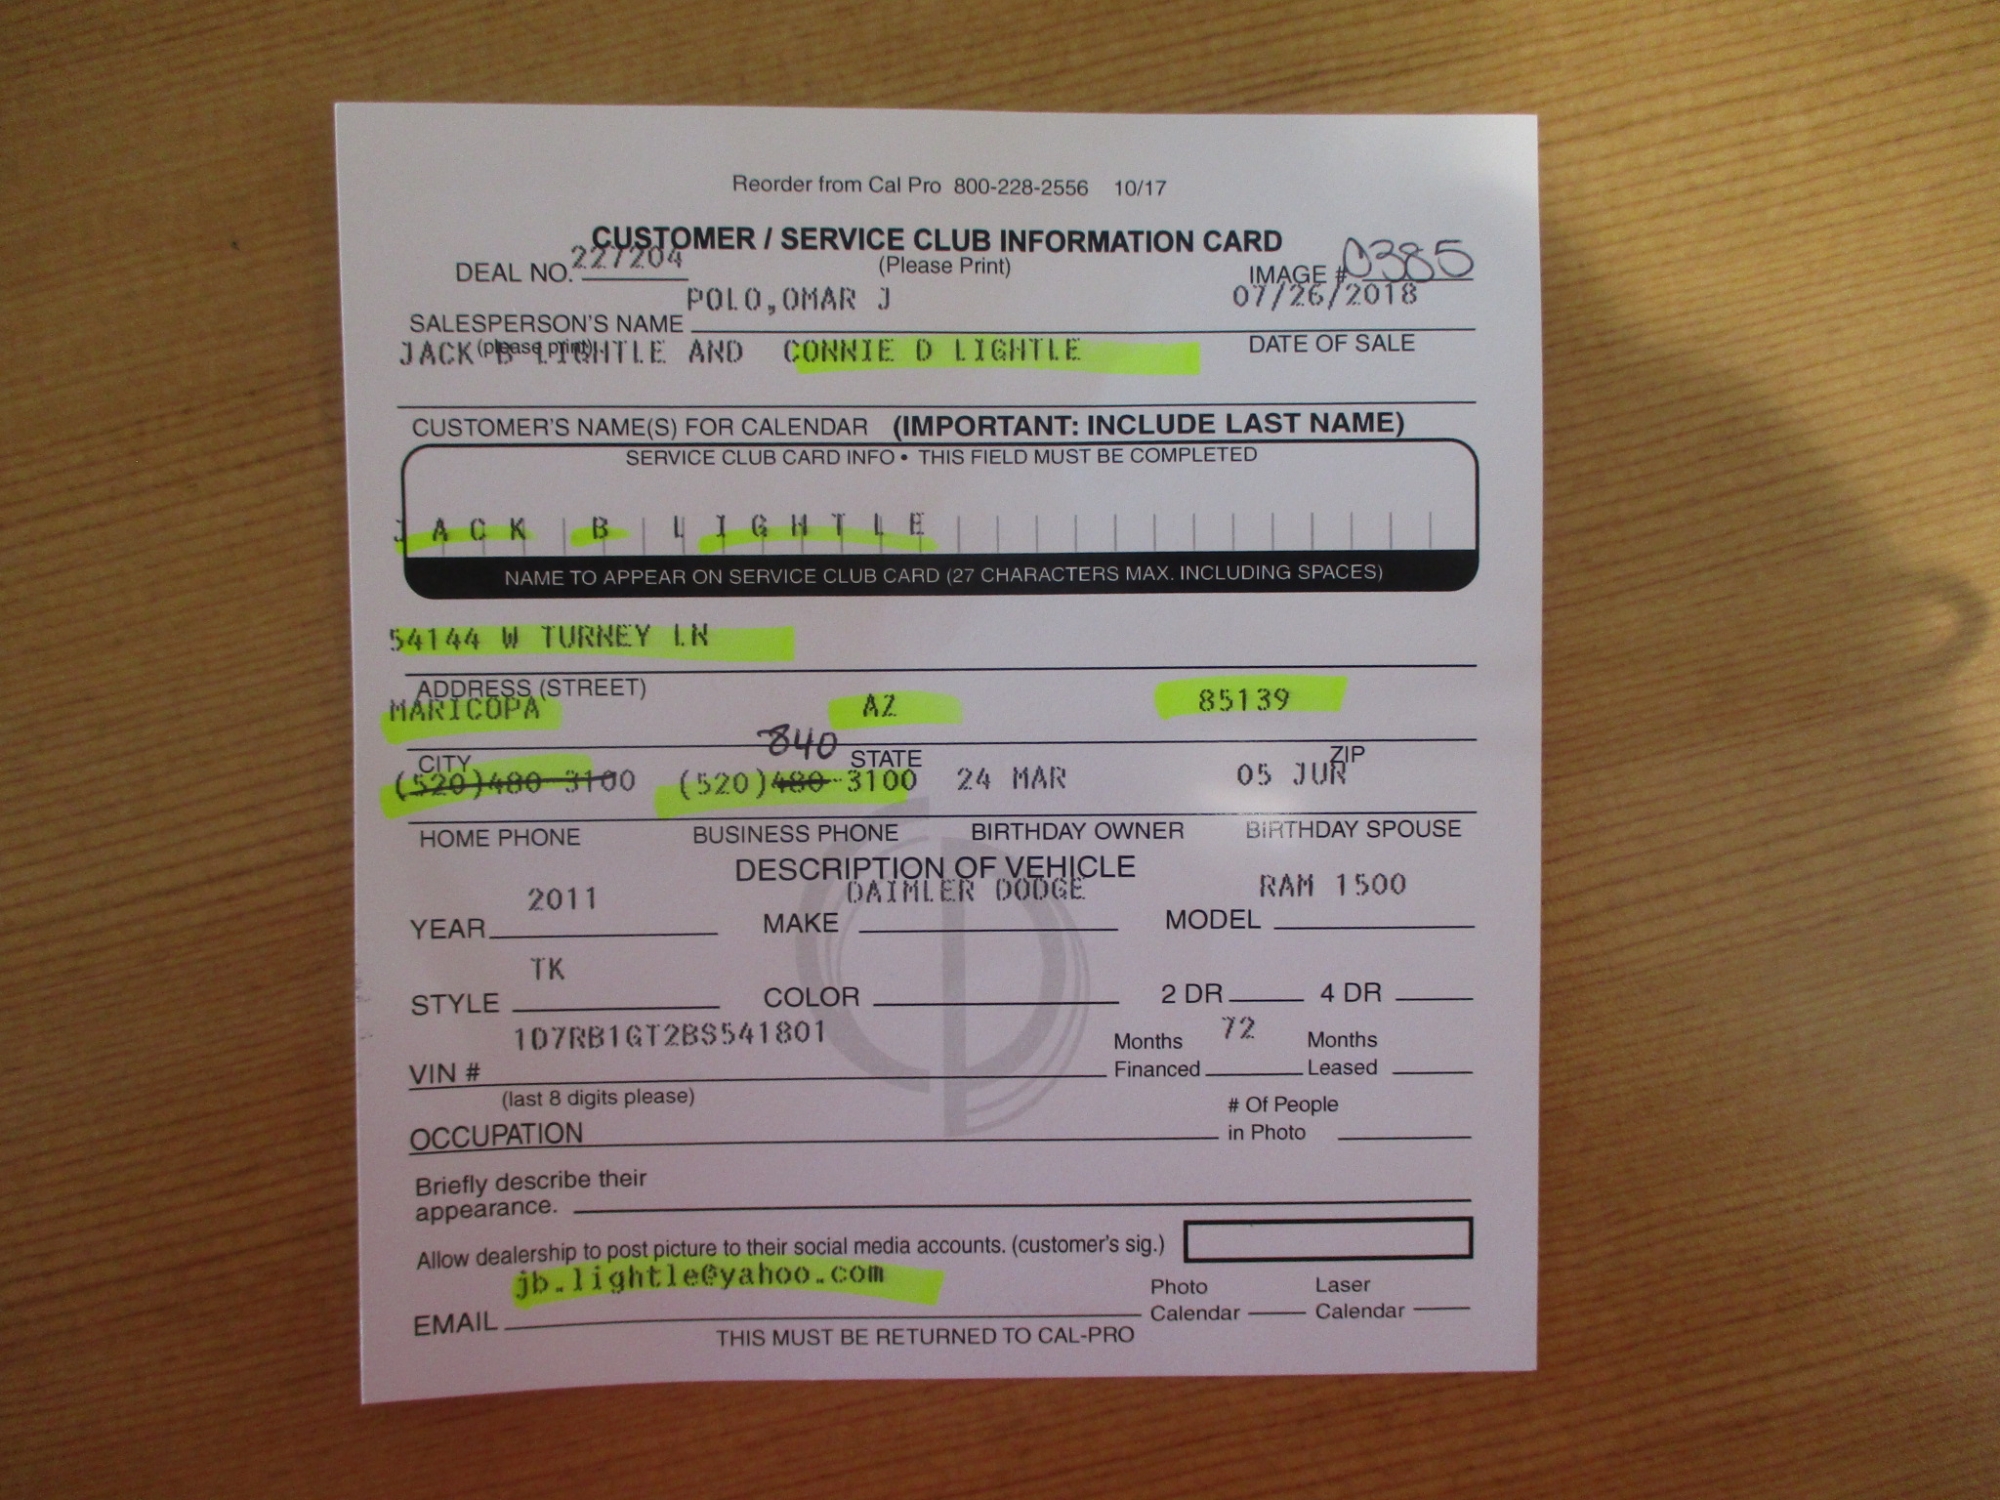 Reorder from Cal Pro 800-228-2556 10/17
CUSTOMER / SERVICE CLUB INFORMATION CARD
DEAL NO. 227204 (Please Print) IMAGE # 0385
POLO,OMAR J 07/26/2018
SALESPERSON'S NAME
(please print) DATE OF SALE
JACK B LIGHTLE AND CONNIE D LIGHTLE
CUSTOMER'S NAME(S) FOR CALENDAR (IMPORTANT: INCLUDE LAST NAME)
SERVICE CLUB CARD INFO • THIS FIELD MUST BE COMPLETED
JACK B LIGHTLE
NAME TO APPEAR ON SERVICE CLUB CARD (27 CHARACTERS MAX. INCLUDING SPACES)
54144 W TURNEY LN
ADDRESS (STREET)
MARICOPA AZ 85139
840
CITY STATE ZIP
(520)480-3100 (520)480-3100 24 MAR 05 JUN
HOME PHONE BUSINESS PHONE BIRTHDAY OWNER BIRTHDAY SPOUSE
DESCRIPTION OF VEHICLE
2011 DAIMLER DODGE RAM 1500
YEAR MAKE MODEL
TK
STYLE COLOR 2 DR 4 DR
1D7RB1GT2BS541801 Months 72 Months
VIN # Financed Leased
(last 8 digits please) # Of People
OCCUPATION in Photo
Briefly describe their
appearance.
Allow dealership to post picture to their social media accounts. (customer's sig.)
jb.lightle@yahoo.com Photo Laser
EMAIL Calendar Calendar
THIS MUST BE RETURNED TO CAL-PRO